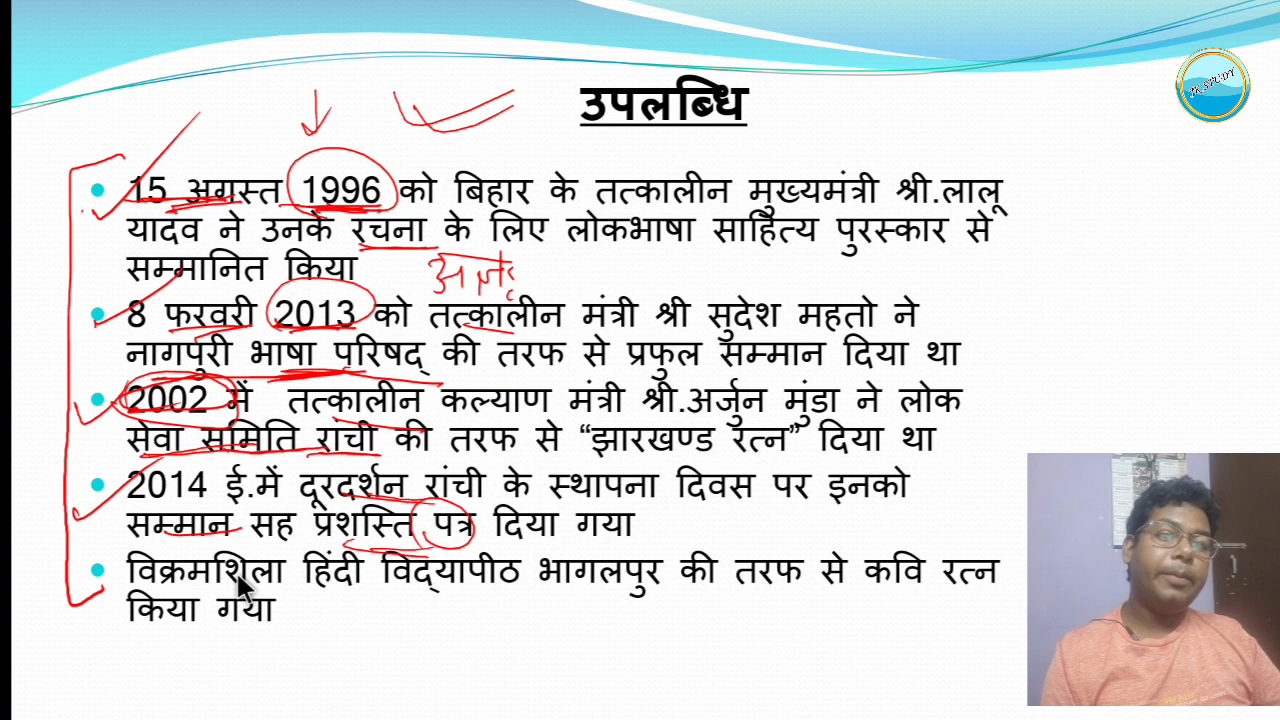 उपलब्धि
JK STUDY
15 अगस्त 1996 को बिहार के तत्कालीन मुख्यमंत्री श्री.लालू
यादव ने उनके रचना के लिए लोकभाषा साहित्य पुरस्कार से
सम्मानित किया
8 फरवरी 2013 को तत्कालीन मंत्री श्री सुदेश महतो ने
नागपुरी भाषा परिषद् की तरफ से प्रफुल सम्मान दिया था
2002 में तत्कालीन कल्याण मंत्री श्री.अर्जुन मुंडा ने लोक
सेवा समिति रांची की तरफ से “झारखण्ड रत्न” दिया था
2014 ई.में दूरदर्शन रांची के स्थापना दिवस पर इनको
सम्मान सह प्रशस्ति पत्र दिया गया
विक्रमशिला हिंदी विद्यापीठ भागलपुर की तरफ से कवि रत्न
किया गया